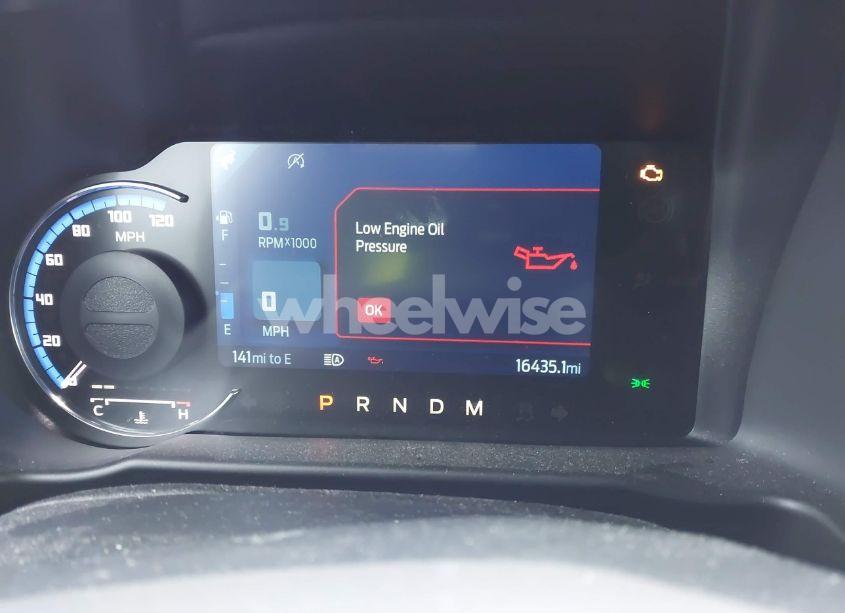 120
100
80
60
40
20
0
MPH
F
E
0.9
RPM×1000
0
MPH
Low Engine Oil
Pressure
OK
wheelwise
141mi to E
A
16435.1mi
C
H
P R N D M